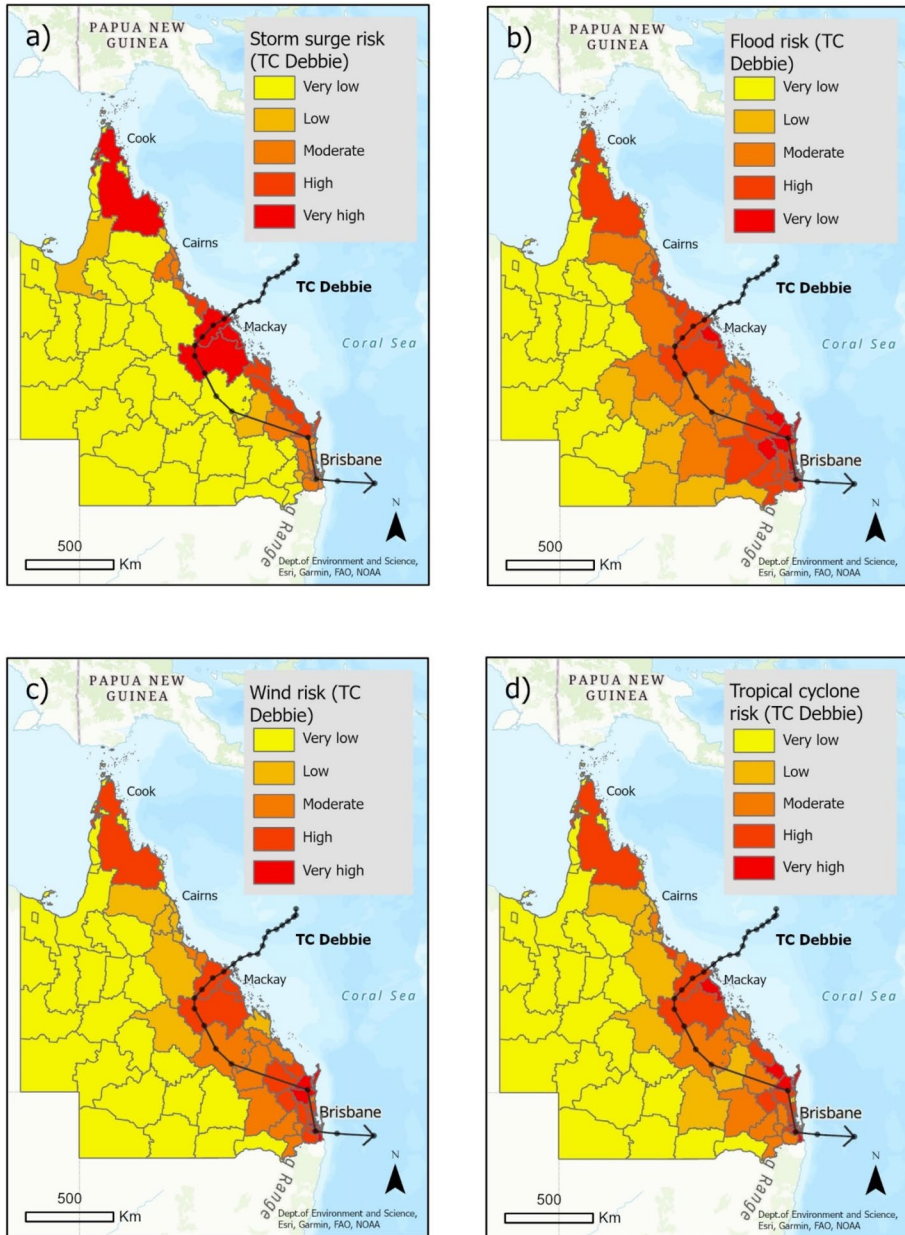 a)
PAPUA NEW
GUINEA
Storm surge risk
(TC Debbie)
Very low
Low
Moderate
High
Very high
Cook
Cairns
TC Debbie
Mackay
Coral Sea
Brisbane
g Range
N
500
Km
Dept.of Environment and Science,
Esri, Garmin, FAO, NOAA
b)
PAPUA NEW
GUINEA
Flood risk (TC
Debbie)
Very low
Low
Moderate
High
Very low
Cook
Cairns
TC Debbie
Mackay
Coral Sea
Brisbane
g Range
N
500
Km
Dept.of Environment and Science,
Esri, Garmin, FAO, NOAA
c)
PAPUA NEW
GUINEA
Wind risk (TC
Debbie)
Very low
Low
Moderate
High
Very high
Cook
Cairns
TC Debbie
Mackay
Coral Sea
Brisbane
g Range
N
500
Km
Dept.of Environment and Science,
Esri, Garmin, FAO, NOAA
d)
PAPUA NEW
GUINEA
Tropical cyclone
risk (TC Debbie)
Very low
Low
Moderate
High
Very high
Cook
Cairns
TC Debbie
Mackay
Coral Sea
Brisbane
g Range
N
500
Km
Dept.of Environment and Science,
Esri, Garmin, FAO, NOAA